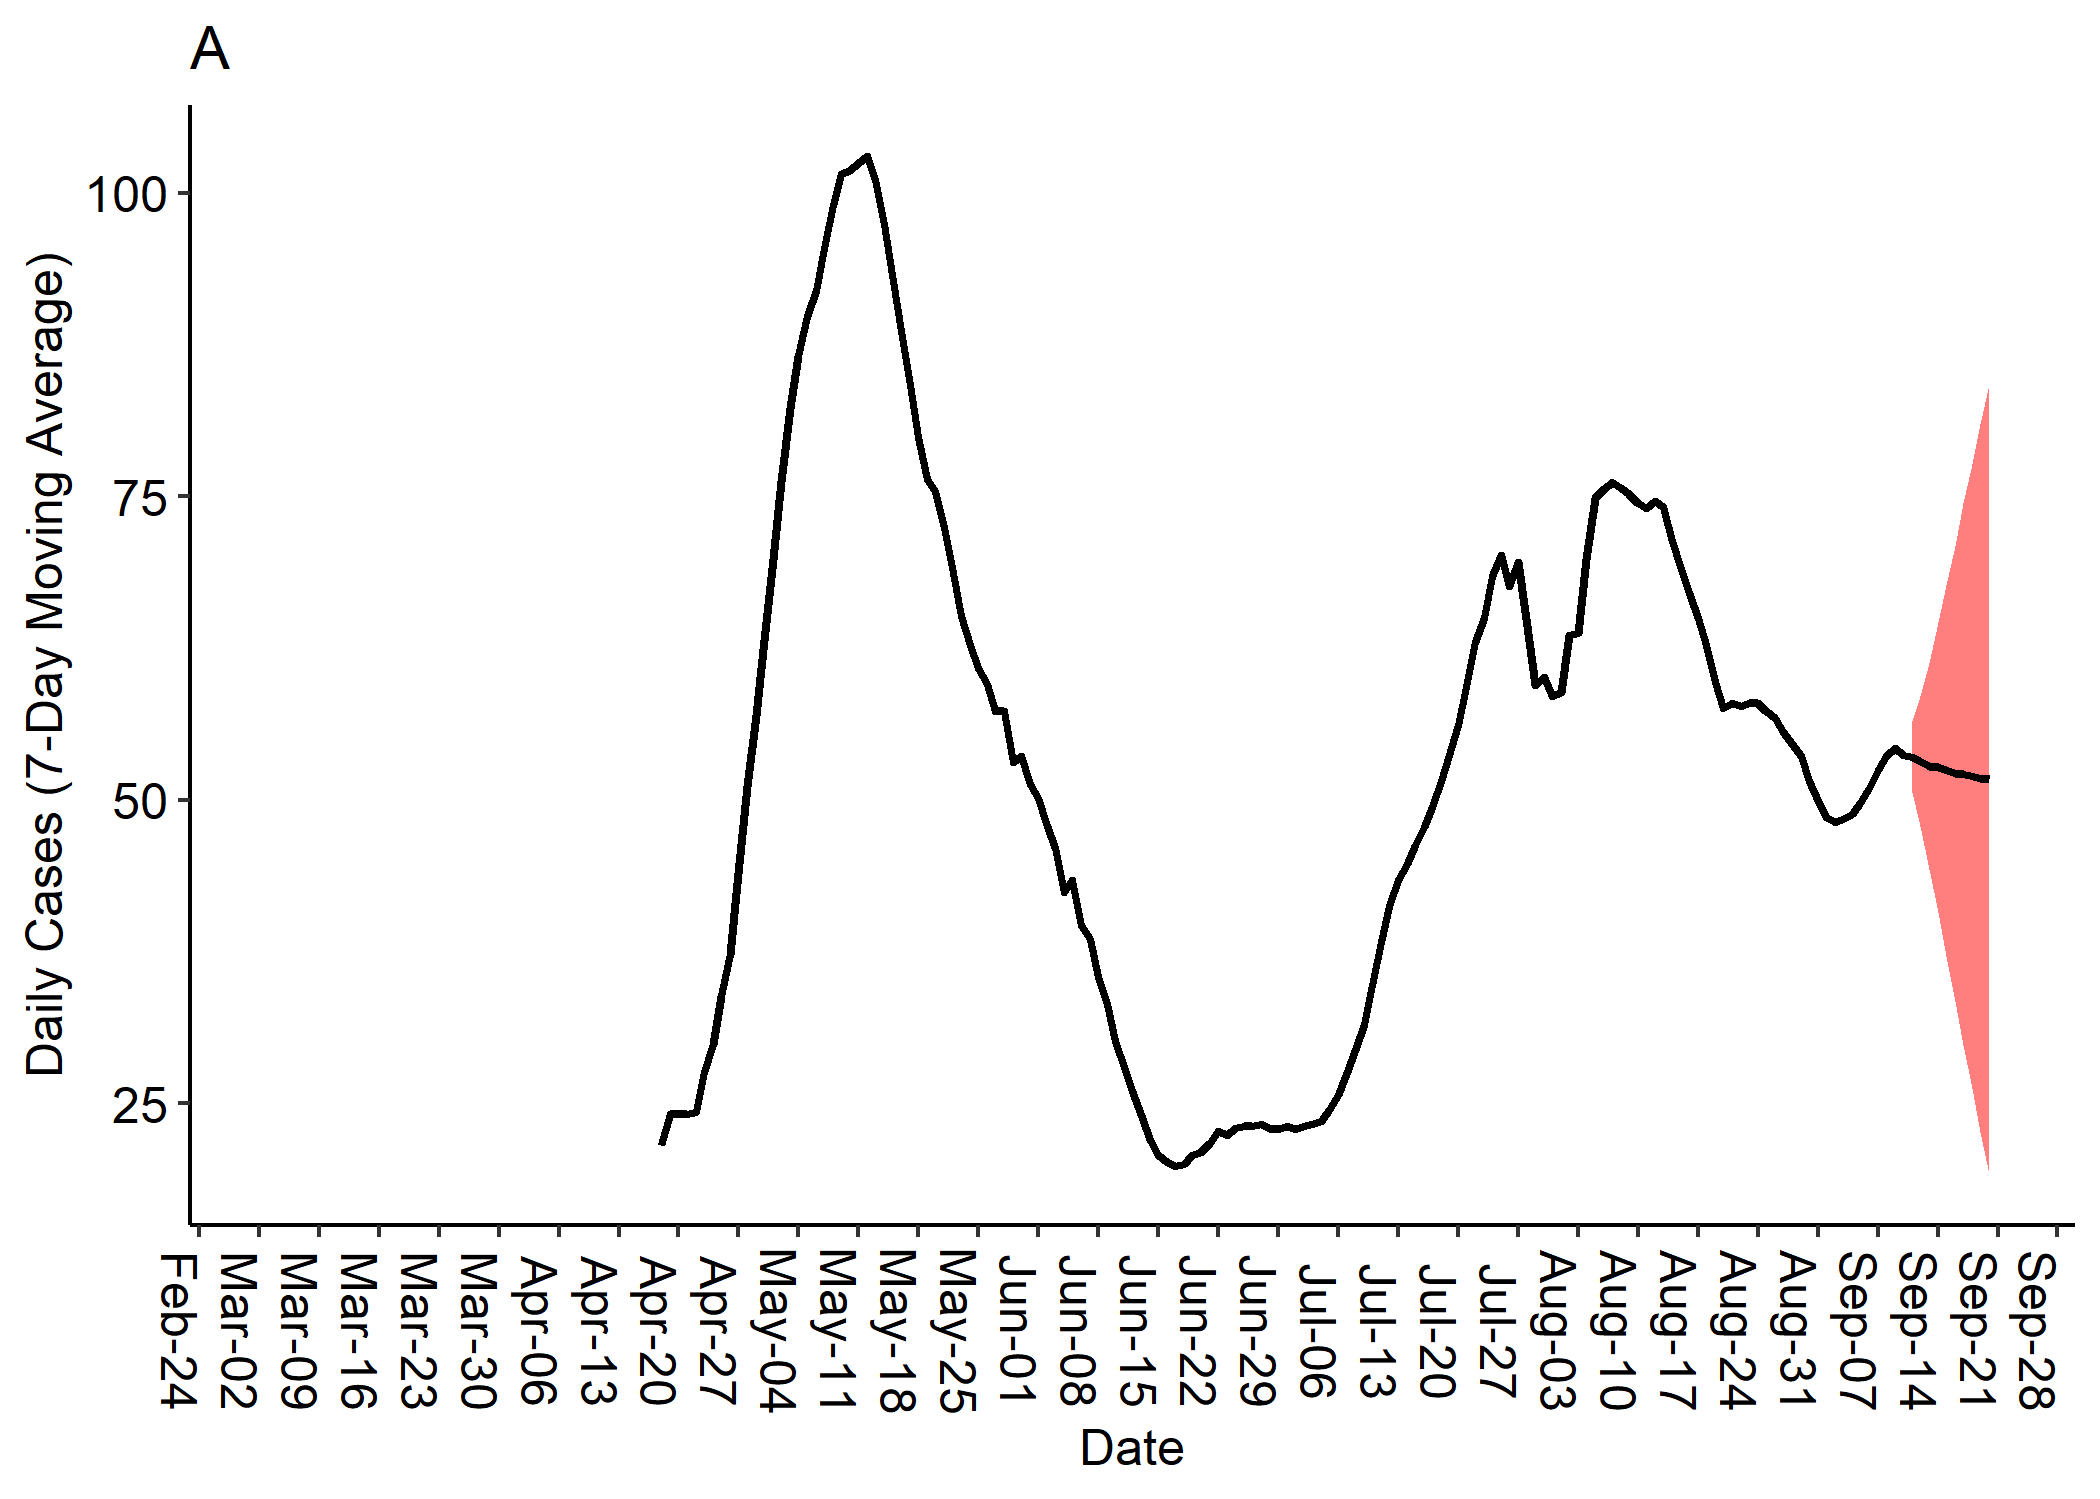 A
Daily Cases (7-Day Moving Average)
100
75
50
25
Feb-24
Mar-02
Mar-09
Mar-16
Mar-23
Mar-30
Apr-06
Apr-13
Apr-20
Apr-27
May-04
May-11
May-18
May-25
Jun-01
Jun-08
Jun-15
Jun-22
Jun-29
Jul-06
Jul-13
Jul-20
Jul-27
Aug-03
Aug-10
Aug-17
Aug-24
Aug-31
Sep-07
Sep-14
Sep-21
Sep-28
Date